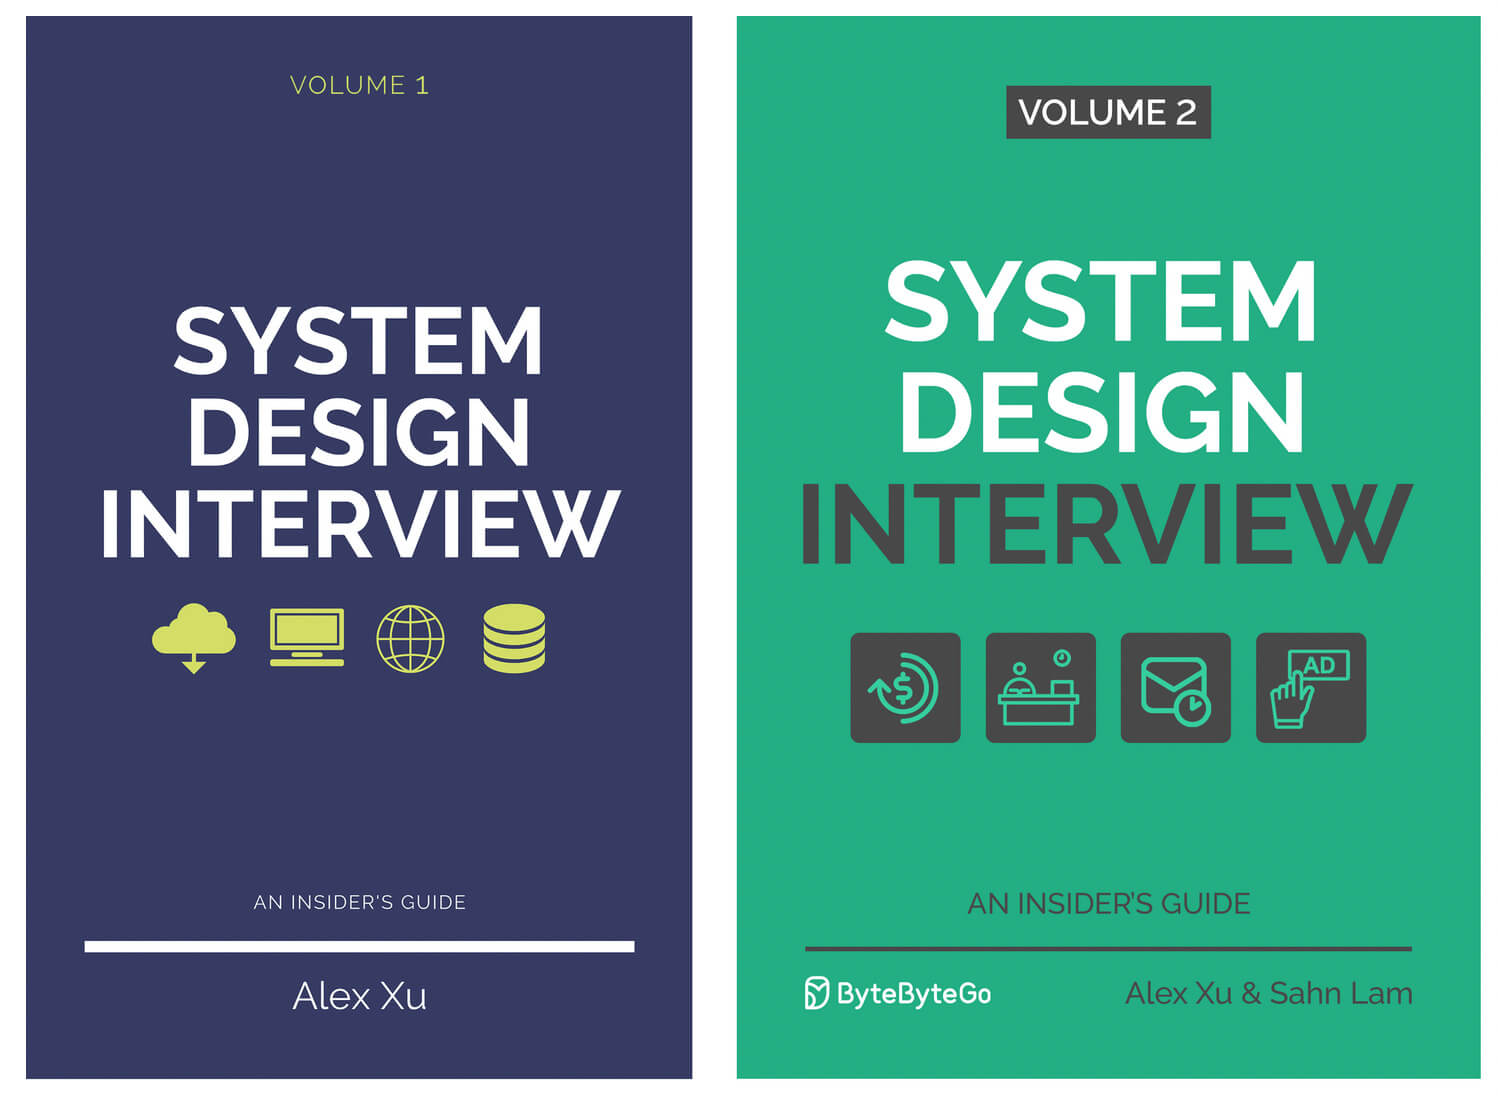 VOLUME 1
SYSTEM
DESIGN
INTERVIEW
AN INSIDER'S GUIDE
Alex Xu
VOLUME 2
SYSTEM
DESIGN
INTERVIEW
AD
AN INSIDER’S GUIDE
ByteByteGo
Alex Xu & Sahn Lam